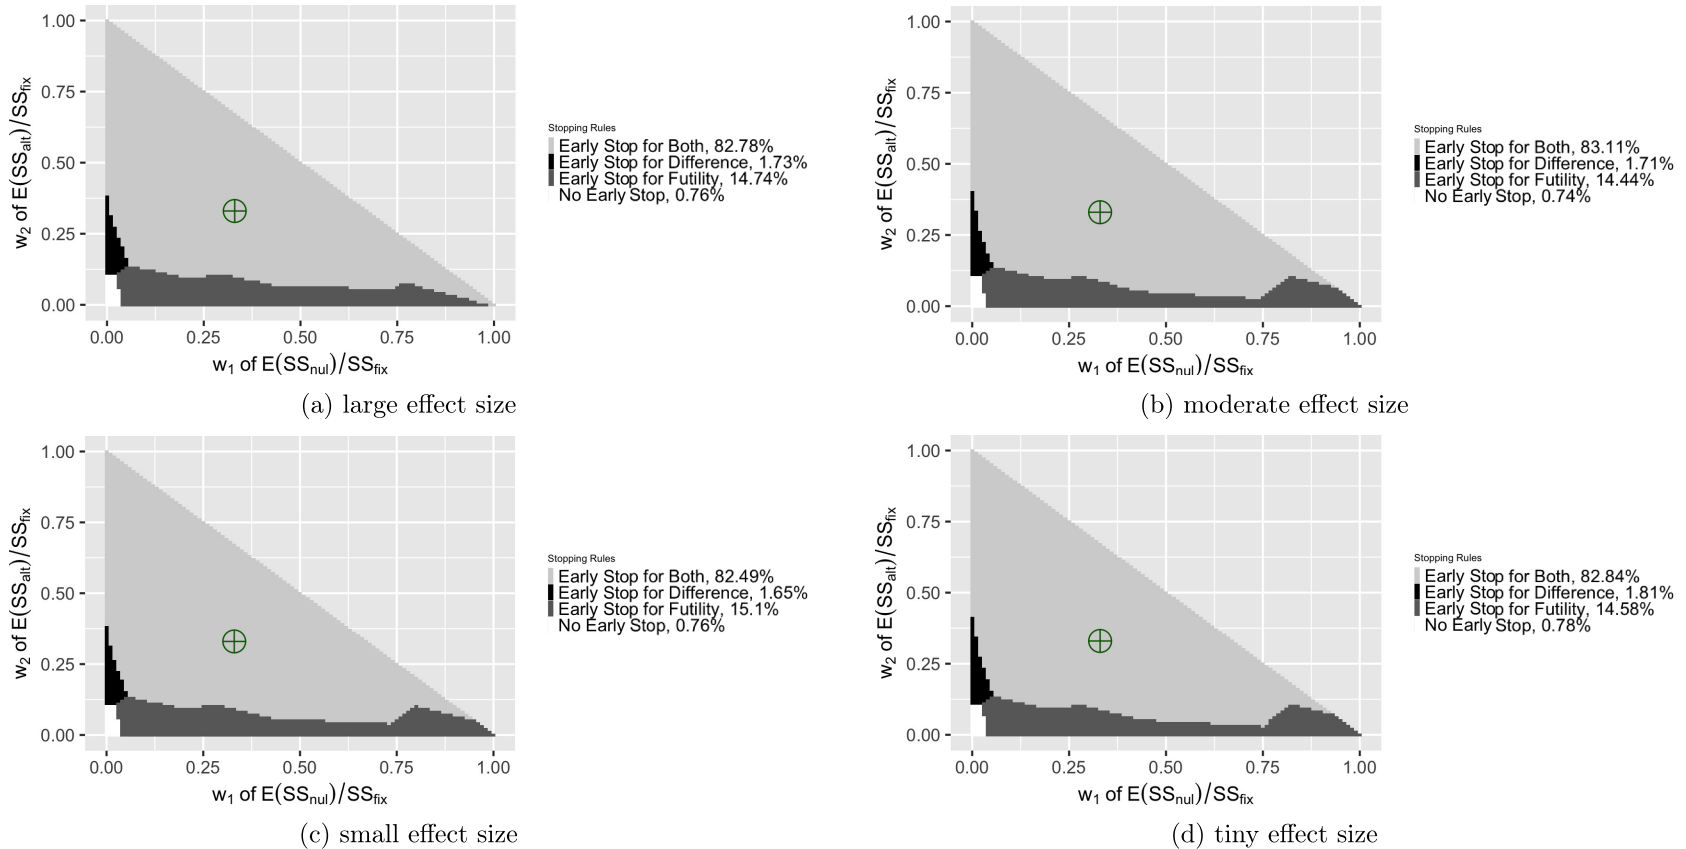 1.00
0.75
0.50
0.25
0.00
w2 of E(SSalt)/SSfix
0.00 0.25 0.50 0.75 1.00
w1 of E(SSnul)/SSfix
Stopping Rules
Early Stop for Both, 82.78%
Early Stop for Difference, 1.73%
Early Stop for Futility, 14.74%
No Early Stop, 0.76%
(a) large effect size
1.00
0.75
0.50
0.25
0.00
w2 of E(SSalt)/SSfix
0.00 0.25 0.50 0.75 1.00
w1 of E(SSnul)/SSfix
Stopping Rules
Early Stop for Both, 83.11%
Early Stop for Difference, 1.71%
Early Stop for Futility, 14.44%
No Early Stop, 0.74%
(b) moderate effect size
1.00
0.75
0.50
0.25
0.00
w2 of E(SSalt)/SSfix
0.00 0.25 0.50 0.75 1.00
w1 of E(SSnul)/SSfix
Stopping Rules
Early Stop for Both, 82.49%
Early Stop for Difference, 1.65%
Early Stop for Futility, 15.1%
No Early Stop, 0.76%
(c) small effect size
1.00
0.75
0.50
0.25
0.00
w2 of E(SSalt)/SSfix
0.00 0.25 0.50 0.75 1.00
w1 of E(SSnul)/SSfix
Stopping Rules
Early Stop for Both, 82.84%
Early Stop for Difference, 1.81%
Early Stop for Futility, 14.58%
No Early Stop, 0.78%
(d) tiny effect size